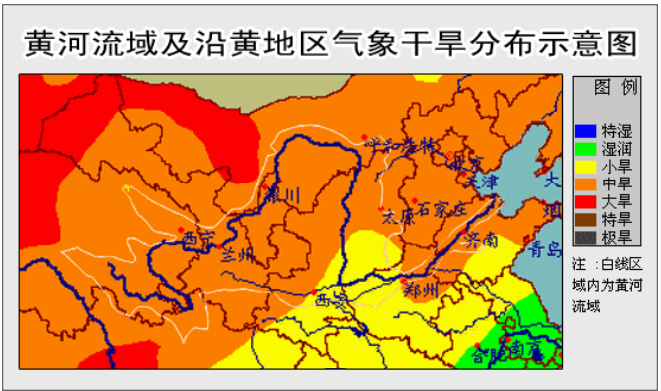 黄河流域及沿黄地区气象干旱分布示意图
图 例
特湿
湿润
小旱
中旱
大旱
特旱
极旱
注 :白线区
域内为黄河
流域
呼和浩特
北京
天津
大
银川
太原
石家庄
烟
西宁
兰州
济南
青岛
郑州
西安
合肥
南京